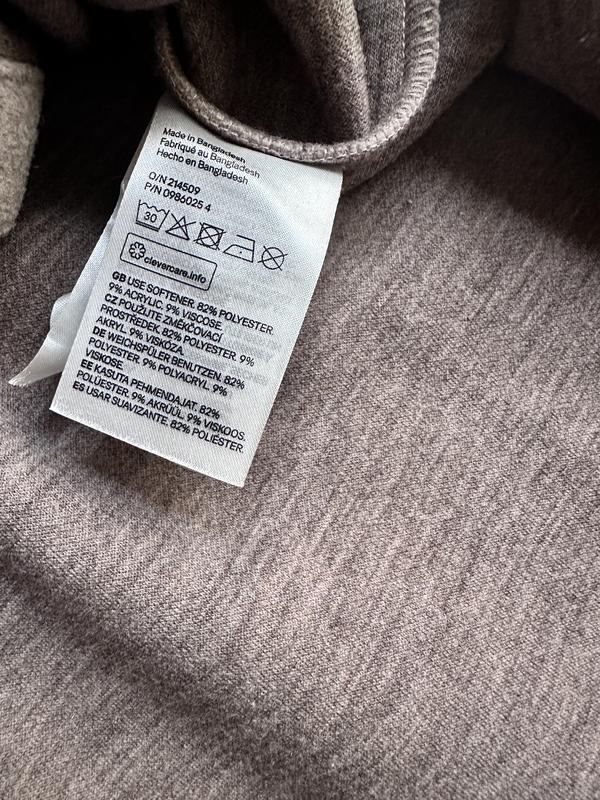 Made in Bangladesh
Fabriqué au Bangladesh
Hecho en Bangladesh
O/N 214509
P/N 0986025 4
30
clevercare.info
GB USE SOFTENER. 82% POLYESTER.
9% ACRYLIC. 9% VISCOSE.
CZ POUŽIJTE ZMĚKČOVACÍ
PROSTŘEDEK. 82% POLYESTER. 9%
AKRYL. 9% VISKÓZA.
DE WEICHSPÜLER BENUTZEN. 82%
POLYESTER. 9% POLYACRYL. 9%
VISKOSE.
EE KASUTA PEHMENDAJAT. 82%
POLÜESTER. 9% AKRÜÜL. 9% VISKOOS.
ES USAR SUAVIZANTE. 82% POLIÉSTER.